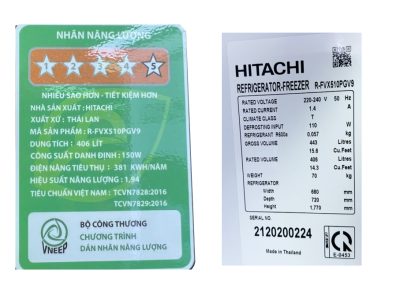 NHÃN NĂNG LƯỢNG
1 2 3 4 5
NHIỀU SAO HƠN - TIẾT KIỆM HƠN
NHÀ SẢN XUẤT : HITACHI
XUẤT XỨ : THÁI LAN
MÃ SẢN PHẨM : R-FVX510PGV9
DUNG TÍCH : 406 LÍT
CÔNG SUẤT DANH ĐỊNH : 150W
ĐIỆN NĂNG TIÊU THỤ : 381 KWH/NĂM
HIỆU SUẤT NĂNG LƯỢNG : 1,94
TIÊU CHUẨN VIỆT NAM : TCVN7828:2016
TCVN7829:2016
VNEEP
BỘ CÔNG THƯƠNG
CHƯƠNG TRÌNH
DÁN NHÃN NĂNG LƯỢNG
HITACHI
REFRIGERATOR-FREEZER R-FVX510PGV9
RATED VOLTAGE 220-240 V 50 Hz
RATED CURRENT 1.4 A
CLIMATE CLASS T
DEFROSTING INPUT 110 W
REFRIGERANT R600a 0.057 kg
GROSS VOLUME 443 Litres
15.6 Cu.Feet
RATED VOLUME 406 Litres
14.3 Cu.Feet
WEIGHT 70 kg
REFRIGERATOR
Width 680 mm
Depth 720 mm
Height 1,770 mm
SERIAL NO.
2120200224
Made in Thailand
E-0453